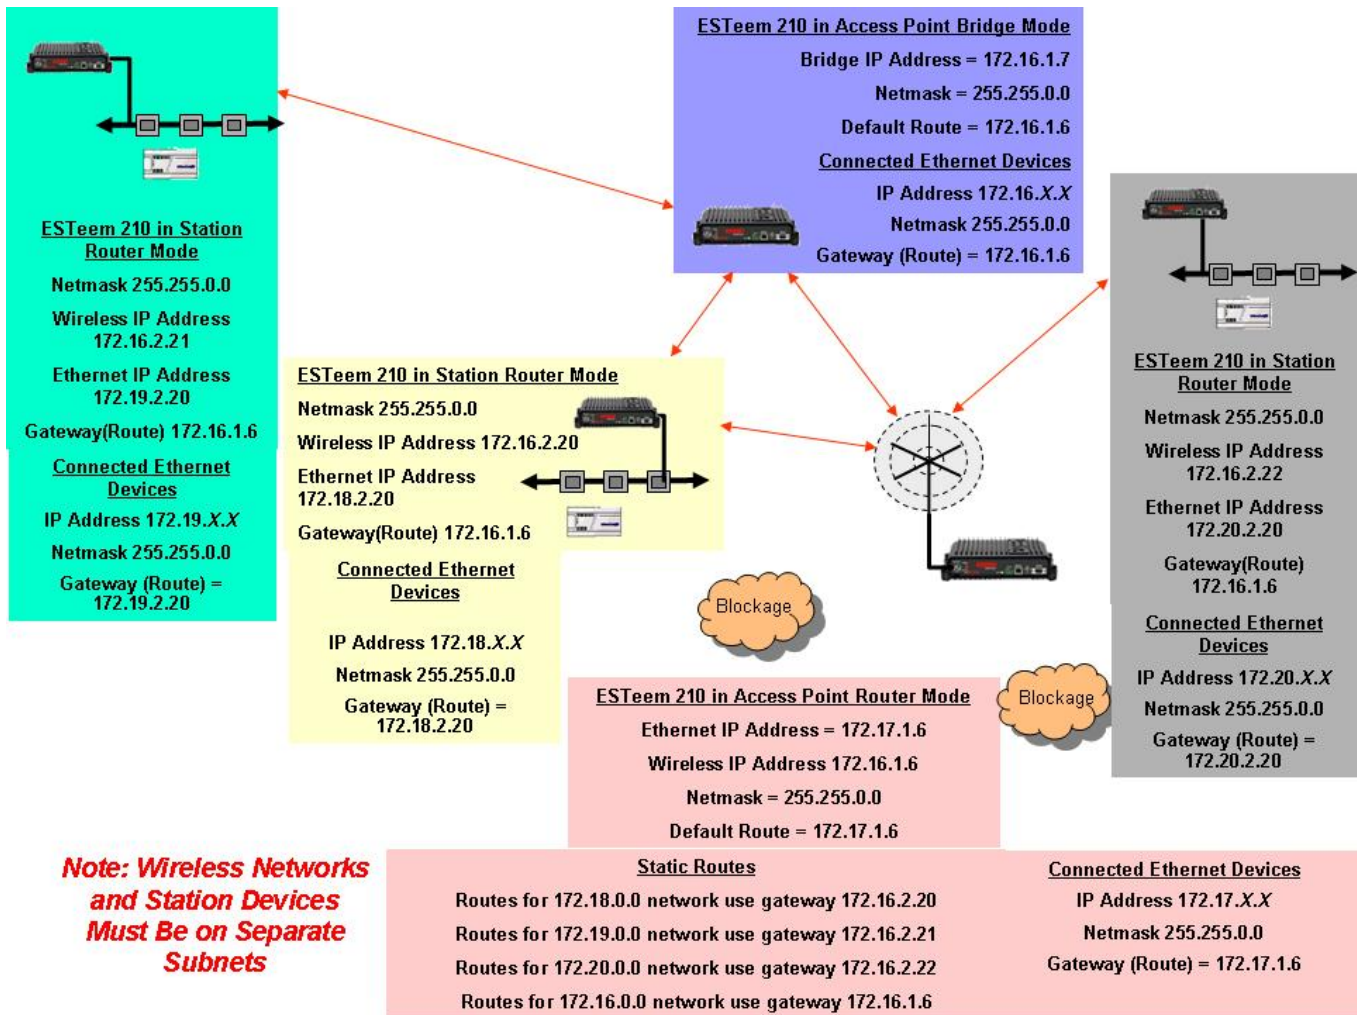 ESTeem 210 in Access Point Bridge Mode
Bridge IP Address = 172.16.1.7
Netmask = 255.255.0.0
Default Route = 172.16.1.6
Connected Ethernet Devices
IP Address 172.16.X.X
Netmask 255.255.0.0
Gateway (Route) = 172.16.1.6
ESTeem 210 in Station
Router Mode
Netmask 255.255.0.0
Wireless IP Address
172.16.2.21
Ethernet IP Address
172.19.2.20
Gateway(Route) 172.16.1.6
Connected Ethernet
Devices
IP Address 172.19.X.X
Netmask 255.255.0.0
Gateway (Route) =
172.19.2.20
ESTeem 210 in Station Router Mode
Netmask 255.255.0.0
Wireless IP Address 172.16.2.20
Ethernet IP Address
172.18.2.20
Gateway(Route) 172.16.1.6
Connected Ethernet
Devices
IP Address 172.18.X.X
Netmask 255.255.0.0
Gateway (Route) =
172.18.2.20
ESTeem 210 in Station
Router Mode
Netmask 255.255.0.0
Wireless IP Address
172.16.2.22
Ethernet IP Address
172.20.2.20
Gateway(Route)
172.16.1.6
Connected Ethernet
Devices
IP Address 172.20.X.X
Netmask 255.255.0.0
Gateway (Route) =
172.20.2.20
Blockage
Blockage
ESTeem 210 in Access Point Router Mode
Ethernet IP Address = 172.17.1.6
Wireless IP Address 172.16.1.6
Netmask = 255.255.0.0
Default Route = 172.17.1.6
Note: Wireless Networks
and Station Devices
Must Be on Separate
Subnets
Static Routes
Routes for 172.18.0.0 network use gateway 172.16.2.20
Routes for 172.19.0.0 network use gateway 172.16.2.21
Routes for 172.20.0.0 network use gateway 172.16.2.22
Routes for 172.16.0.0 network use gateway 172.16.1.6
Connected Ethernet Devices
IP Address 172.17.X.X
Netmask 255.255.0.0
Gateway (Route) = 172.17.1.6